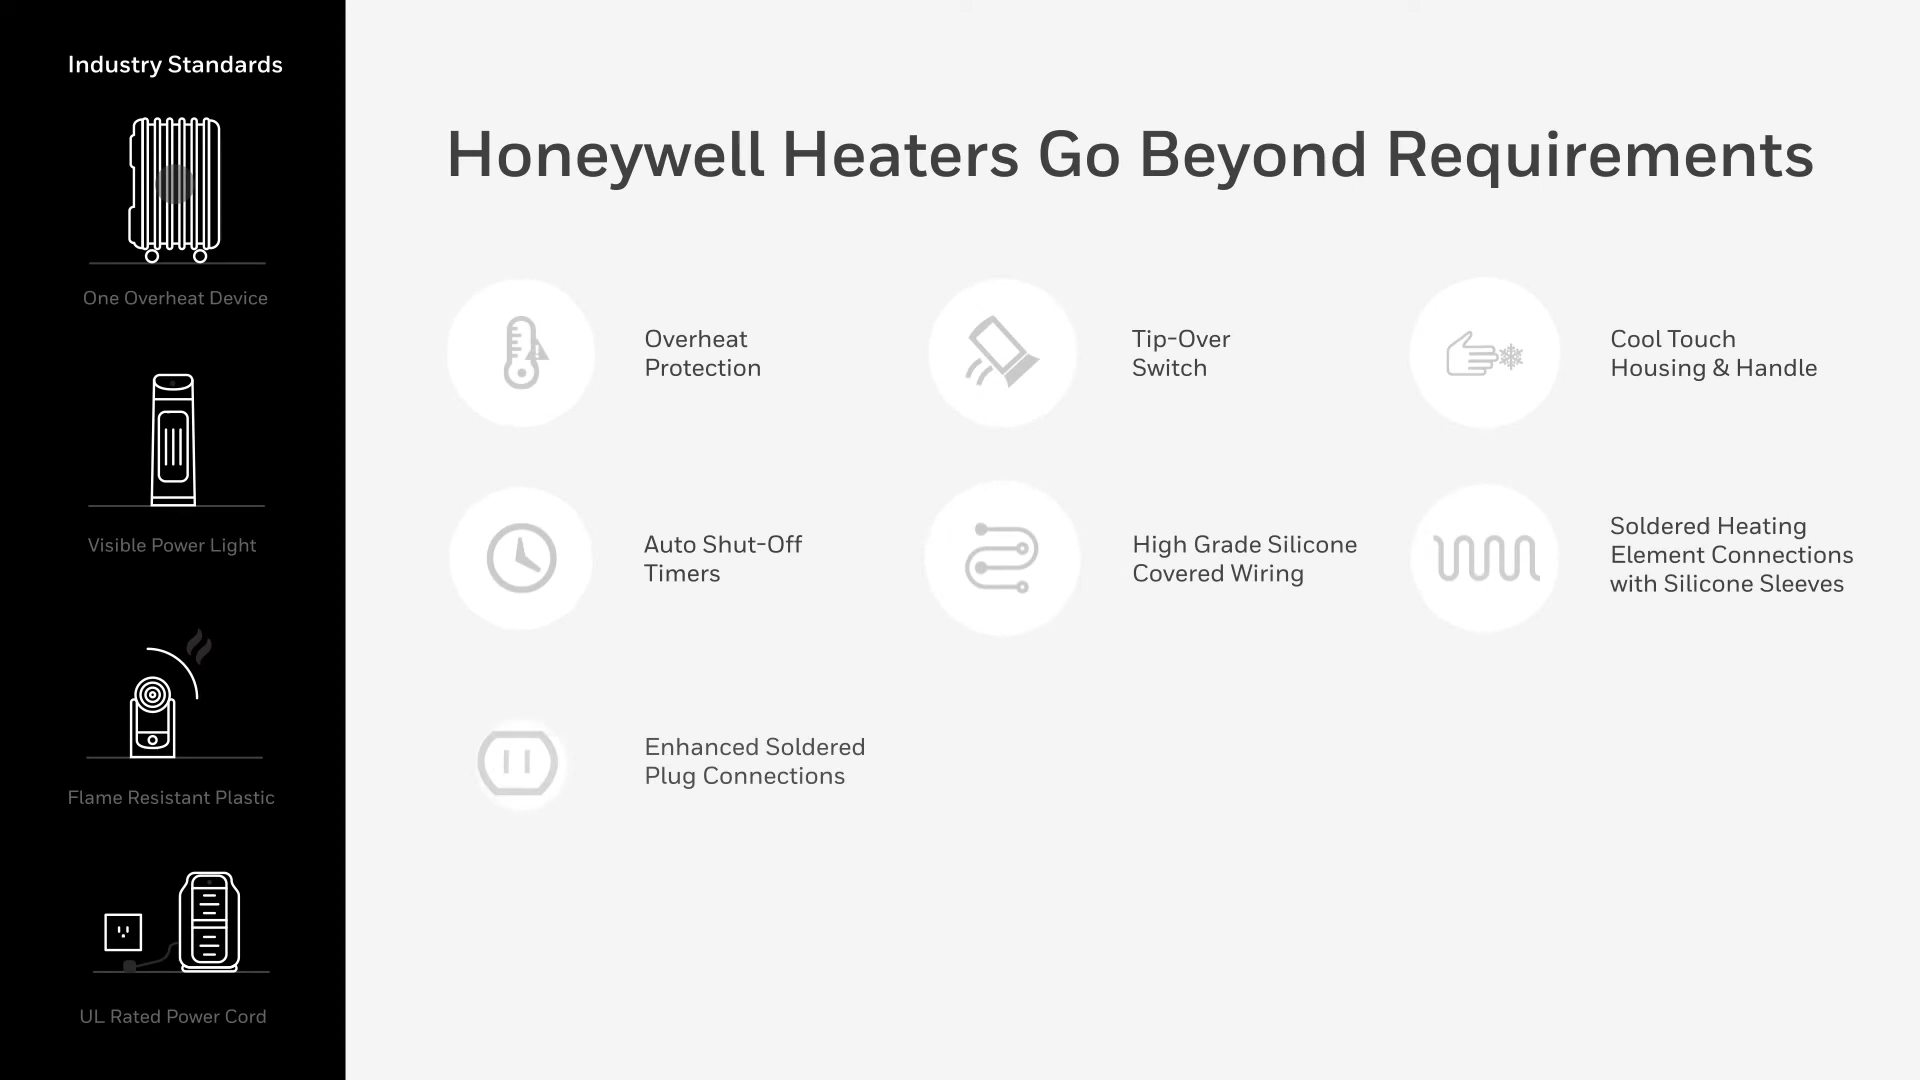 Industry Standards
One Overheat Device
Visible Power Light
Flame Resistant Plastic
UL Rated Power Cord
Honeywell Heaters Go Beyond Requirements
Overheat
Protection
Tip-Over
Switch
Cool Touch
Housing & Handle
Auto Shut-Off
Timers
High Grade Silicone
Covered Wiring
Soldered Heating
Element Connections
with Silicone Sleeves
Enhanced Soldered
Plug Connections